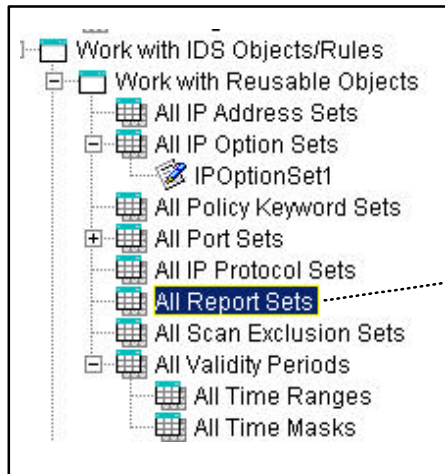 Work with IDS Objects/Rules
Work with Reusable Objects
All IP Address Sets
All IP Option Sets
IPOptionSet1
All Policy Keyword Sets
All Port Sets
All IP Protocol Sets
All Report Sets
All Scan Exclusion Sets
All Validity Periods
All Time Ranges
All Time Masks